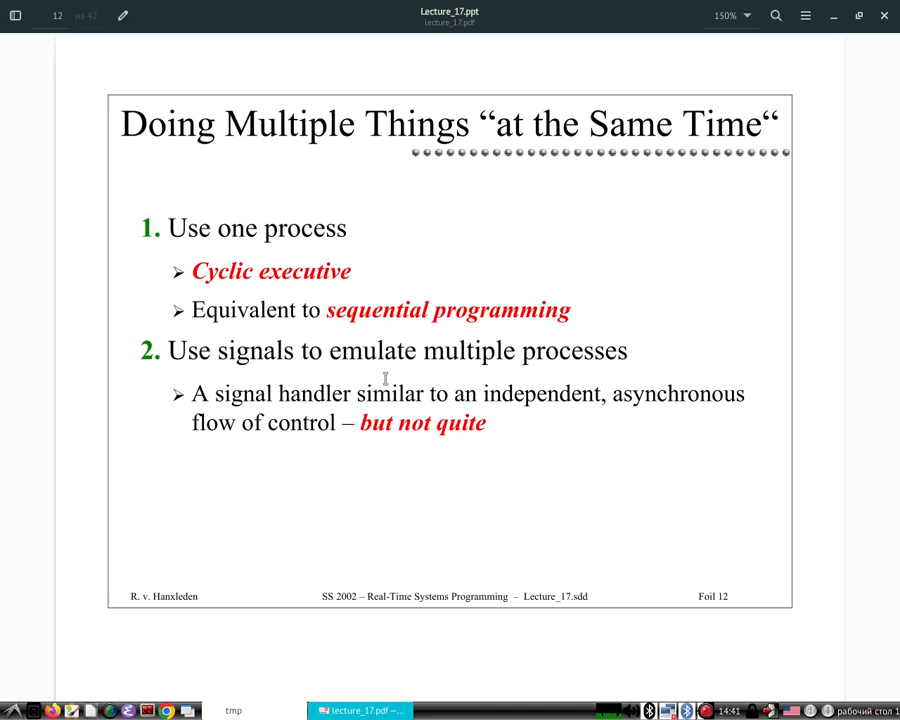 12 из 42
Lecture_17.ppt
lecture_17.pdf
150%
Doing Multiple Things “at the Same Time“
1. Use one process
➢ Cyclic executive
➢ Equivalent to sequential programming
2. Use signals to emulate multiple processes
➢ A signal handler similar to an independent, asynchronous
flow of control – but not quite
R. v. Hanxleden SS 2002 – Real-Time Systems Programming – Lecture_17.sdd Foil 12
tmp lecture_17.pdf —... 14:41 рабочий стол 1